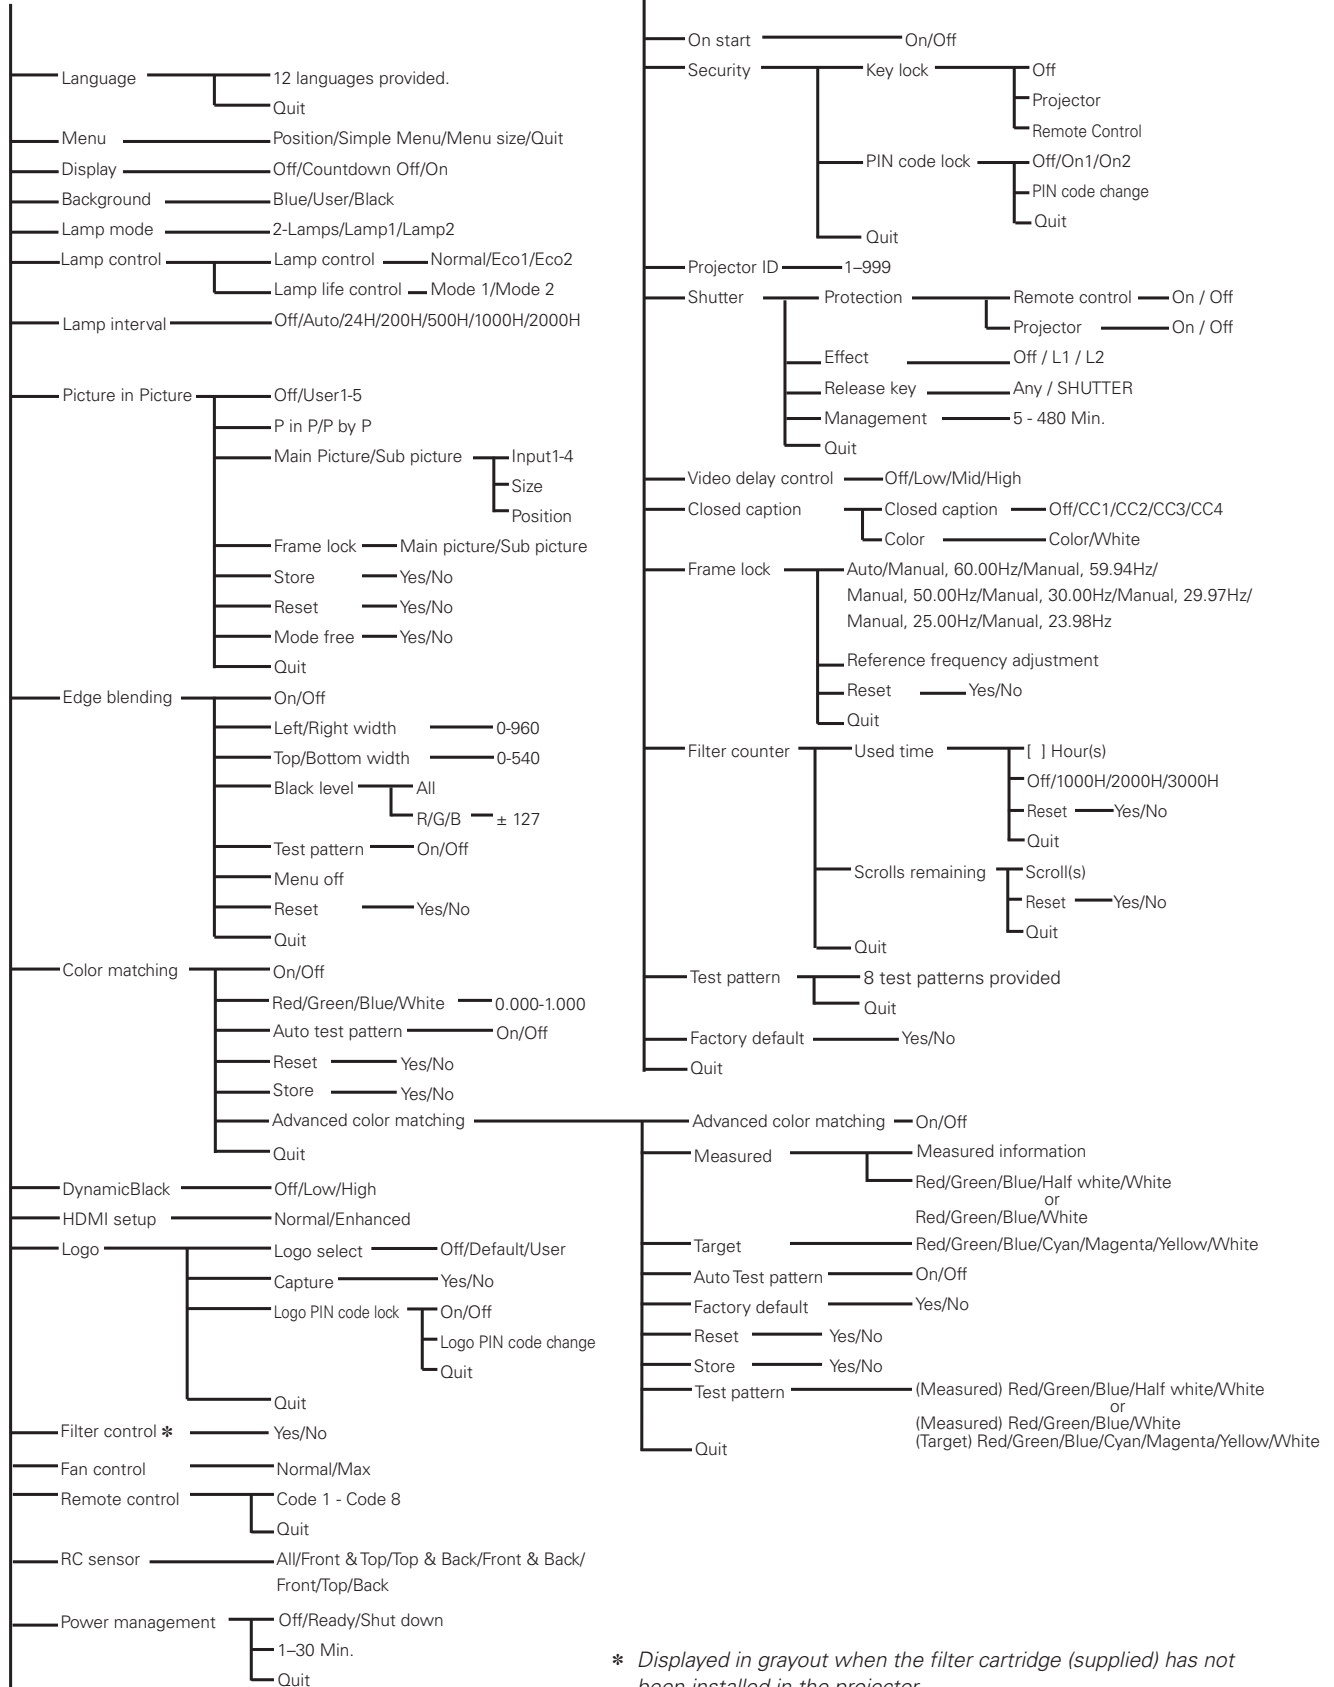 Language 12 languages provided.
Quit
Menu Position/Simple Menu/Menu size/Quit
Display Off/Countdown Off/On
Background Blue/User/Black
Lamp mode 2-Lamps/Lamp1/Lamp2
Lamp control Lamp control Normal/Eco1/Eco2
Lamp life control Mode 1/Mode 2
Lamp interval Off/Auto/24H/200H/500H/1000H/2000H
Picture in Picture Off/User1-5
P in P/P by P
Main Picture/Sub picture Input1-4
Size
Position
Frame lock Main picture/Sub picture
Store Yes/No
Reset Yes/No
Mode free Yes/No
Quit
Edge blending On/Off
Left/Right width 0-960
Top/Bottom width 0-540
Black level All
R/G/B ± 127
Test pattern On/Off
Menu off
Reset Yes/No
Quit
Color matching On/Off
Red/Green/Blue/White 0.000-1.000
Auto test pattern On/Off
Reset Yes/No
Store Yes/No
Advanced color matching
Quit
DynamicBlack Off/Low/High
HDMI setup Normal/Enhanced
Logo Logo select Off/Default/User
Capture Yes/No
Logo PIN code lock On/Off
Logo PIN code change
Quit
Quit
Filter control ✱ Yes/No
Fan control Normal/Max
Remote control Code 1 - Code 8
Quit
RC sensor All/Front & Top/Top & Back/Front & Back/
Front/Top/Back
Power management Off/Ready/Shut down
1–30 Min.
Quit
On start On/Off
Security Key lock Off
Projector
Remote Control
PIN code lock Off/On1/On2
PIN code change
Quit
Quit
Projector ID 1–999
Shutter Protection Remote control On / Off
Projector On / Off
Effect Off / L1 / L2
Release key Any / SHUTTER
Management 5 - 480 Min.
Quit
Video delay control Off/Low/Mid/High
Closed caption Closed caption Off/CC1/CC2/CC3/CC4
Color Color/White
Frame lock Auto/Manual, 60.00Hz/Manual, 59.94Hz/
Manual, 50.00Hz/Manual, 30.00Hz/Manual, 29.97Hz/
Manual, 25.00Hz/Manual, 23.98Hz
Reference frequency adjustment
Reset Yes/No
Quit
Filter counter Used time [ ] Hour(s)
Off/1000H/2000H/3000H
Reset Yes/No
Quit
Scrolls remaining Scroll(s)
Reset Yes/No
Quit
Quit
Test pattern 8 test patterns provided
Quit
Factory default Yes/No
Quit
Advanced color matching On/Off
Measured Measured information
Red/Green/Blue/Half white/White
or
Red/Green/Blue/White
Target Red/Green/Blue/Cyan/Magenta/Yellow/White
Auto Test pattern On/Off
Factory default Yes/No
Reset Yes/No
Store Yes/No
Test pattern (Measured) Red/Green/Blue/Half white/White
or
(Measured) Red/Green/Blue/White
(Target) Red/Green/Blue/Cyan/Magenta/Yellow/White
Quit
✱ Displayed in grayout when the filter cartridge (supplied) has not
been installed in the projector